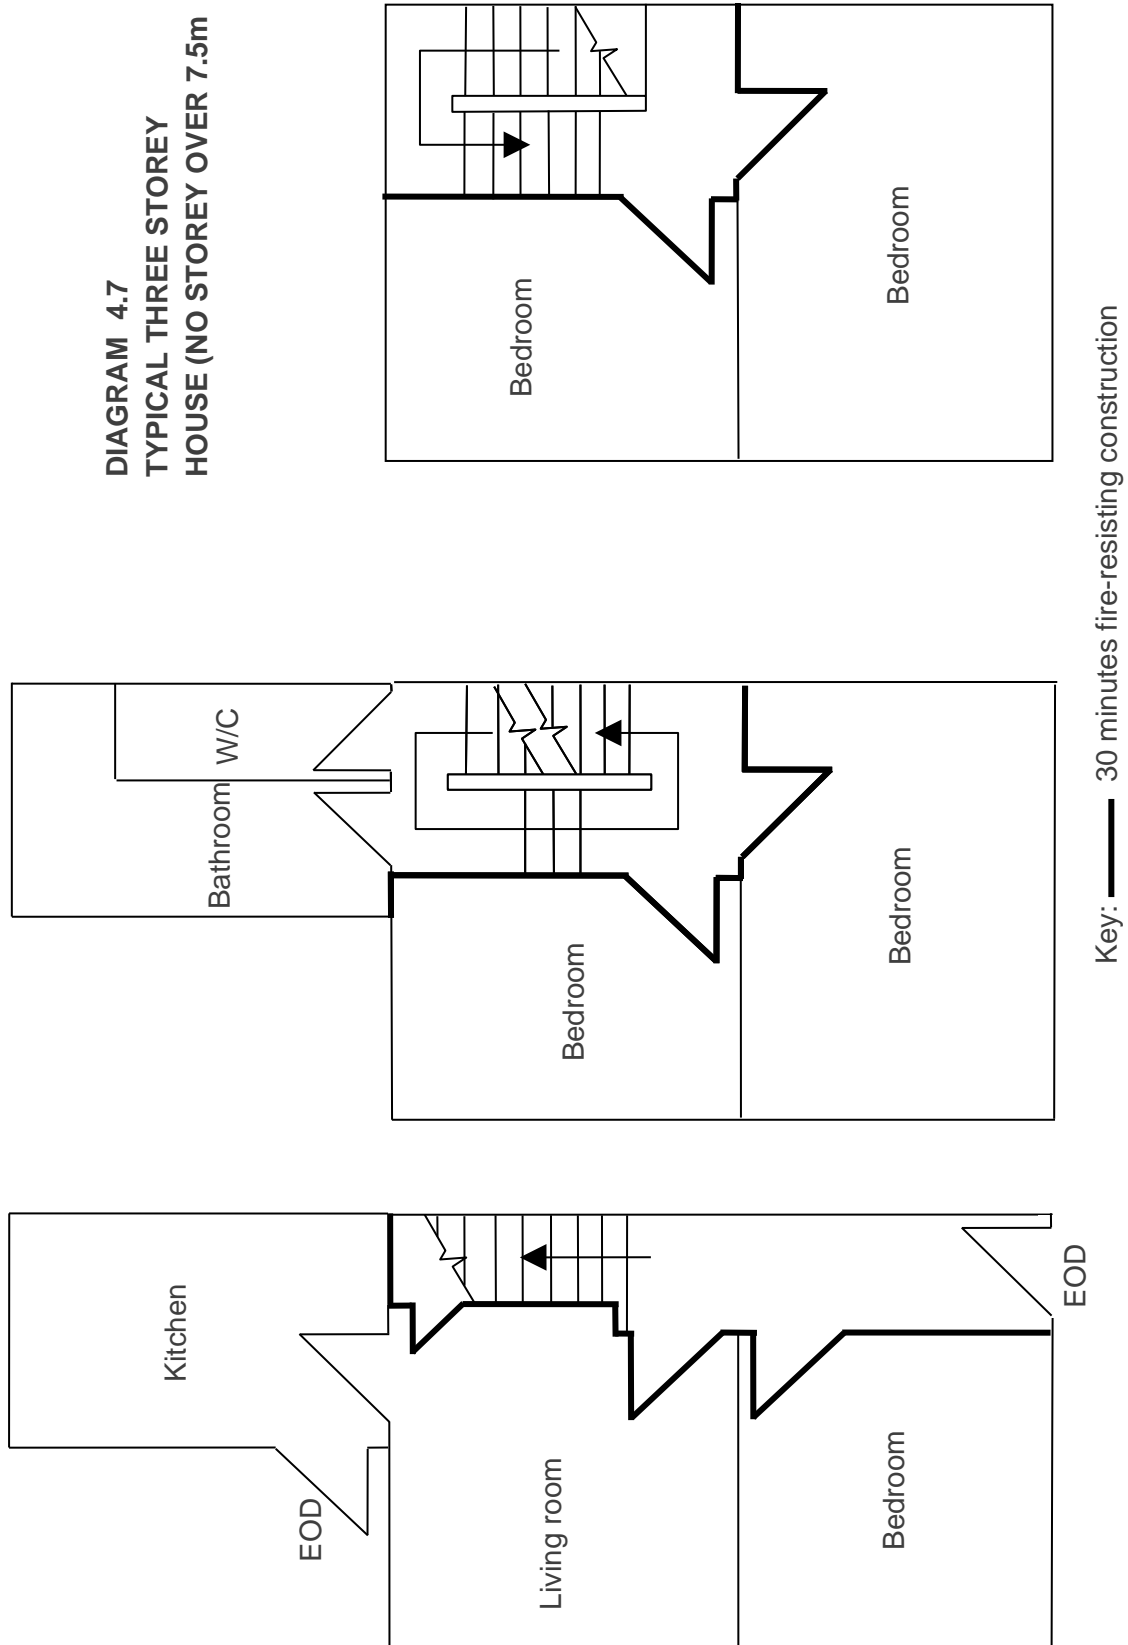 DIAGRAM 4.7
TYPICAL THREE STOREY
HOUSE (NO STOREY OVER 7.5m
Kitchen
EOD
Living room
Bedroom
EOD
Bathroom
W/C
Bedroom
Bedroom
Bedroom
Bedroom
Key: 30 minutes fire-resisting construction